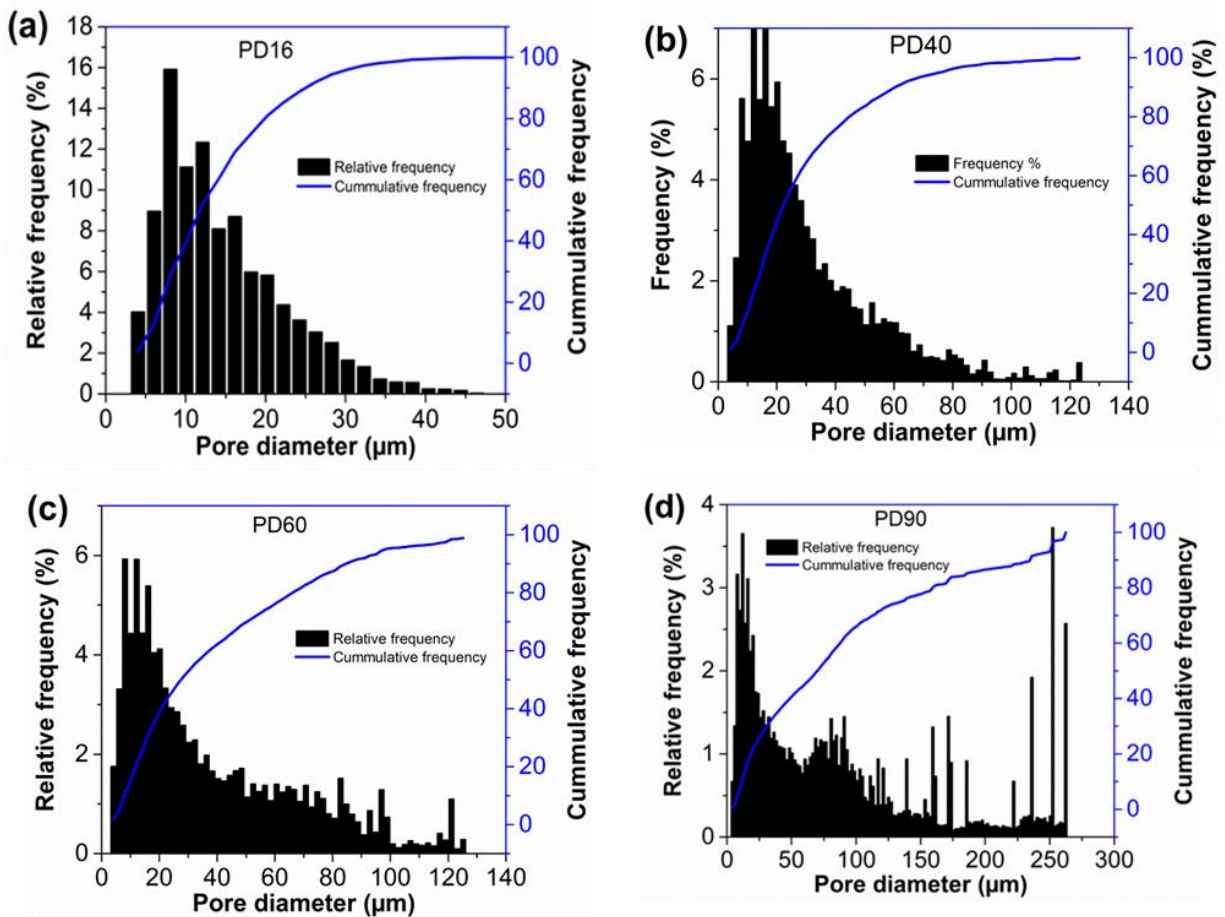 (a)
PD16
Relative frequency (%)
18
16
14
12
10
8
6
4
2
0
Relative frequency
Cummulative frequency
100
80
60
40
20
0
Cummulative frequency
0 10 20 30 40 50
Pore diameter (µm)
(b)
PD40
Frequency (%)
6
4
2
0
Frequency %
Cummulative frequency
100
80
60
40
20
0
Cummulative frequency
0 20 40 60 80 100 120 140
Pore diameter (µm)
(c)
PD60
Relative frequency (%)
6
4
2
0
Relative frequency
Cummulative frequency
100
80
60
40
20
0
Cummulative frequency
0 20 40 60 80 100 120 140
Pore diameter (µm)
(d)
PD90
Relative frequency (%)
4
3
2
1
0
Relative frequency
Cummulative frequency
100
80
60
40
20
0
Cummulative frequency
0 50 100 150 200 250 300
Pore diameter (µm)